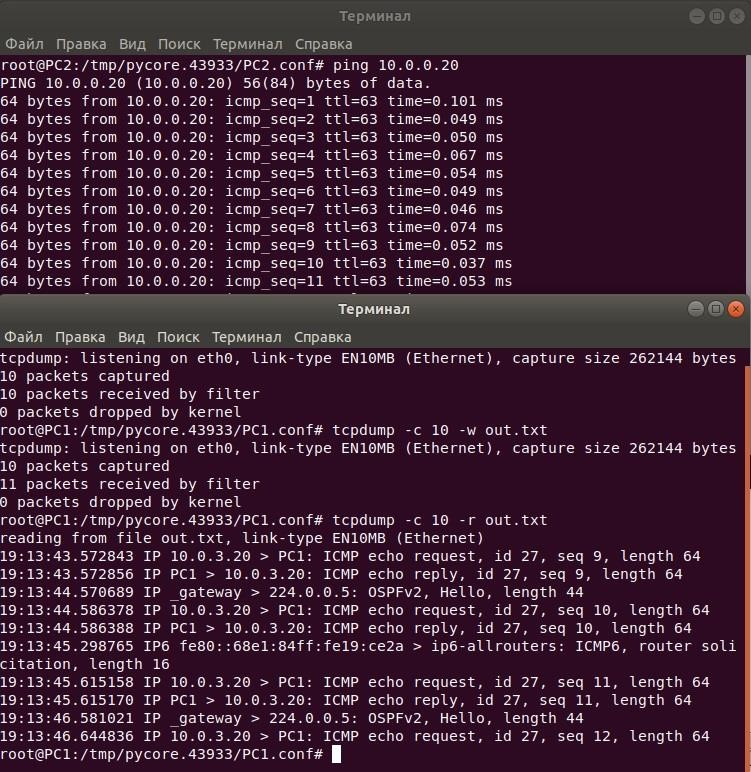 Терминал
Файл Правка Вид Поиск Терминал Справка
root@PC2:/tmp/pycore.43933/PC2.conf# ping 10.0.0.20
PING 10.0.0.20 (10.0.0.20) 56(84) bytes of data.
64 bytes from 10.0.0.20: icmp_seq=1 ttl=63 time=0.101 ms
64 bytes from 10.0.0.20: icmp_seq=2 ttl=63 time=0.049 ms
64 bytes from 10.0.0.20: icmp_seq=3 ttl=63 time=0.050 ms
64 bytes from 10.0.0.20: icmp_seq=4 ttl=63 time=0.067 ms
64 bytes from 10.0.0.20: icmp_seq=5 ttl=63 time=0.054 ms
64 bytes from 10.0.0.20: icmp_seq=6 ttl=63 time=0.049 ms
64 bytes from 10.0.0.20: icmp_seq=7 ttl=63 time=0.046 ms
64 bytes from 10.0.0.20: icmp_seq=8 ttl=63 time=0.074 ms
64 bytes from 10.0.0.20: icmp_seq=9 ttl=63 time=0.052 ms
64 bytes from 10.0.0.20: icmp_seq=10 ttl=63 time=0.037 ms
64 bytes from 10.0.0.20: icmp_seq=11 ttl=63 time=0.053 ms
Терминал
Файл Правка Вид Поиск Терминал Справка
tcpdump: listening on eth0, link-type EN10MB (Ethernet), capture size 262144 bytes
10 packets captured
10 packets received by filter
0 packets dropped by kernel
root@PC1:/tmp/pycore.43933/PC1.conf# tcpdump -c 10 -w out.txt
tcpdump: listening on eth0, link-type EN10MB (Ethernet), capture size 262144 bytes
10 packets captured
11 packets received by filter
0 packets dropped by kernel
root@PC1:/tmp/pycore.43933/PC1.conf# tcpdump -c 10 -r out.txt
reading from file out.txt, link-type EN10MB (Ethernet)
19:13:43.572843 IP 10.0.3.20 > PC1: ICMP echo request, id 27, seq 9, length 64
19:13:43.572856 IP PC1 > 10.0.3.20: ICMP echo reply, id 27, seq 9, length 64
19:13:44.570689 IP _gateway > 224.0.0.5: OSPFv2, Hello, length 44
19:13:44.586378 IP 10.0.3.20 > PC1: ICMP echo request, id 27, seq 10, length 64
19:13:44.586388 IP PC1 > 10.0.3.20: ICMP echo reply, id 27, seq 10, length 64
19:13:45.298765 IP6 fe80::68e1:84ff:fe19:ce2a > ip6-allrouters: ICMP6, router soli
citation, length 16
19:13:45.615158 IP 10.0.3.20 > PC1: ICMP echo request, id 27, seq 11, length 64
19:13:45.615170 IP PC1 > 10.0.3.20: ICMP echo reply, id 27, seq 11, length 64
19:13:46.581021 IP _gateway > 224.0.0.5: OSPFv2, Hello, length 44
19:13:46.644836 IP 10.0.3.20 > PC1: ICMP echo request, id 27, seq 12, length 64
root@PC1:/tmp/pycore.43933/PC1.conf#